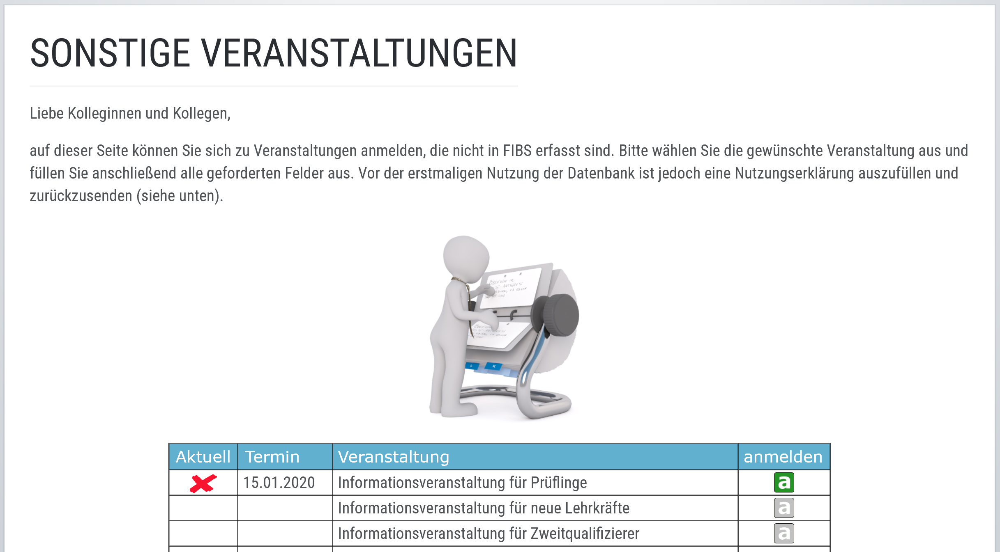 SONSTIGE VERANSTALTUNGEN
Liebe Kolleginnen und Kollegen,
auf dieser Seite können Sie sich zu Veranstaltungen anmelden, die nicht in FIBS erfasst sind. Bitte wählen Sie die gewünschte Veranstaltung aus und
füllen Sie anschließend alle geforderten Felder aus. Vor der erstmaligen Nutzung der Datenbank ist jedoch eine Nutzungserklärung auszufüllen und
zurückzusenden (siehe unten).
L K
Aktuell Termin Veranstaltung anmelden
15.01.2020 Informationsveranstaltung für Prüflinge a
Informationsveranstaltung für neue Lehrkräfte a
Informationsveranstaltung für Zweitqualifizierer a